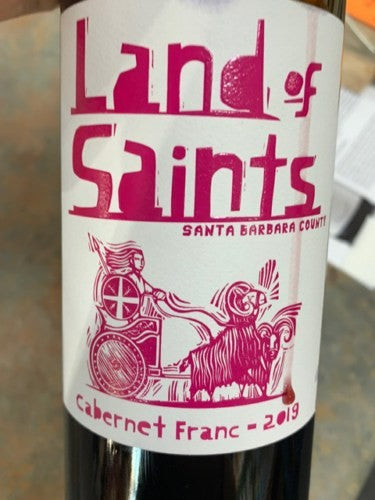 Land of
Saints
SANTA BARBARA COUNTY
Cabernet Franc - 2019